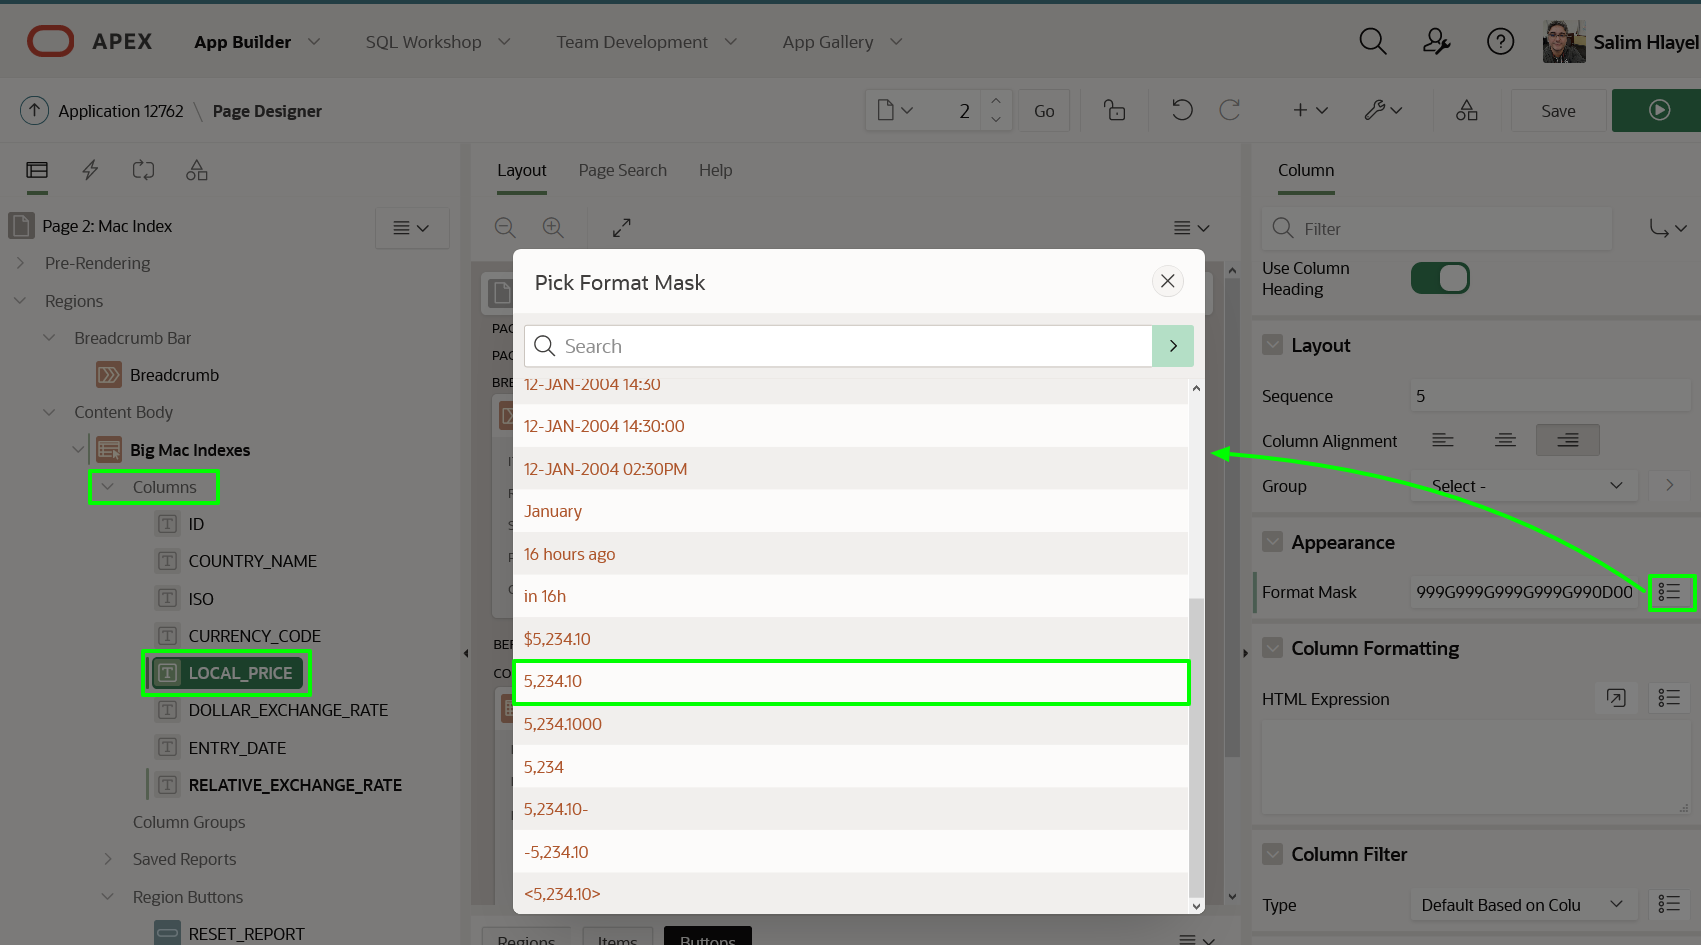 APEX App Builder SQL Workshop Team Development App Gallery Salim Hlayel
Application 12762 \ Page Designer 2 Go Save
Layout Page Search Help
Column
Page 2: Mac Index
Filter
Pre-Rendering
Regions
Breadcrumb Bar
Breadcrumb
Content Body
Big Mac Indexes
Columns
ID
COUNTRY_NAME
ISO
CURRENCY_CODE
LOCAL_PRICE
DOLLAR_EXCHANGE_RATE
ENTRY_DATE
RELATIVE_EXCHANGE_RATE
Column Groups
Saved Reports
Region Buttons
RESET_REPORT
Pick Format Mask
Search
12-JAN-2004 14:30
12-JAN-2004 14:30:00
12-JAN-2004 02:30PM
January
16 hours ago
in 16h
$5,234.10
5,234.10
5,234.1000
5,234
5,234.10-
-5,234.10
<5,234.10>
Regions Items Buttons
Use Column
Heading
Layout
Sequence 5
Column Alignment
Group Select -
Appearance
Format Mask 999G999G999G999G990D00
Column Formatting
HTML Expression
Column Filter
Type Default Based on Colu